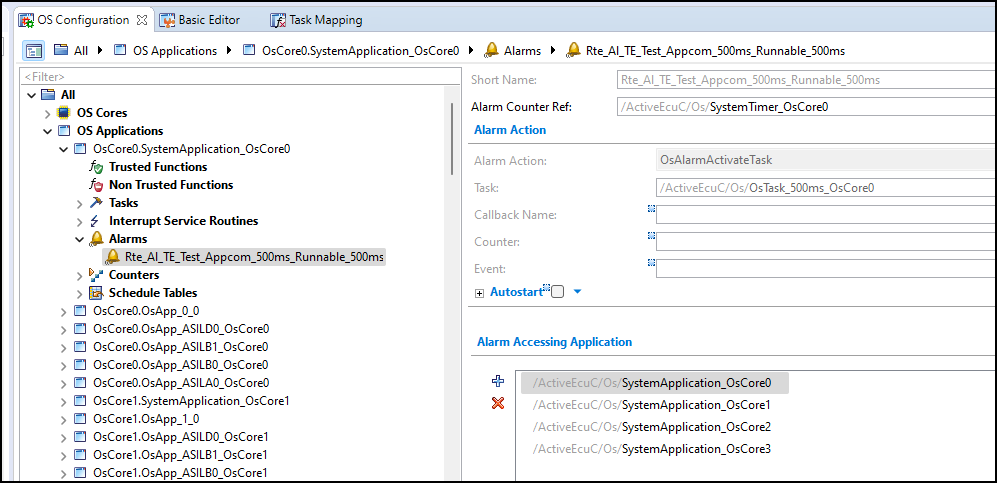 OS Configuration Basic Editor Task Mapping
All OS Applications OsCore0.SystemApplication_OsCore0 Alarms Rte_Al_TE_Test_Appcom_500ms_Runnable_500ms
<Filter>
All
OS Cores
OS Applications
OsCore0.SystemApplication_OsCore0
Trusted Functions
Non Trusted Functions
Tasks
Interrupt Service Routines
Alarms
Rte_Al_TE_Test_Appcom_500ms_Runnable_500ms
Counters
Schedule Tables
OsCore0.OsApp_0_0
OsCore0.OsApp_ASILD0_OsCore0
OsCore0.OsApp_ASILB1_OsCore0
OsCore0.OsApp_ASILB0_OsCore0
OsCore0.OsApp_ASILA0_OsCore0
OsCore1.SystemApplication_OsCore1
OsCore1.OsApp_1_0
OsCore1.OsApp_ASILD0_OsCore1
OsCore1.OsApp_ASILB1_OsCore1
OsCore1.OsApp_ASILB0_OsCore1
Short Name: Rte_Al_TE_Test_Appcom_500ms_Runnable_500ms
Alarm Counter Ref: /ActiveEcuC/Os/SystemTimer_OsCore0
Alarm Action
Alarm Action: OsAlarmActivateTask
Task: /ActiveEcuC/Os/OsTask_500ms_OsCore0
Callback Name:
Counter:
Event:
Autostart
Alarm Accessing Application
/ActiveEcuC/Os/SystemApplication_OsCore0
/ActiveEcuC/Os/SystemApplication_OsCore1
/ActiveEcuC/Os/SystemApplication_OsCore2
/ActiveEcuC/Os/SystemApplication_OsCore3